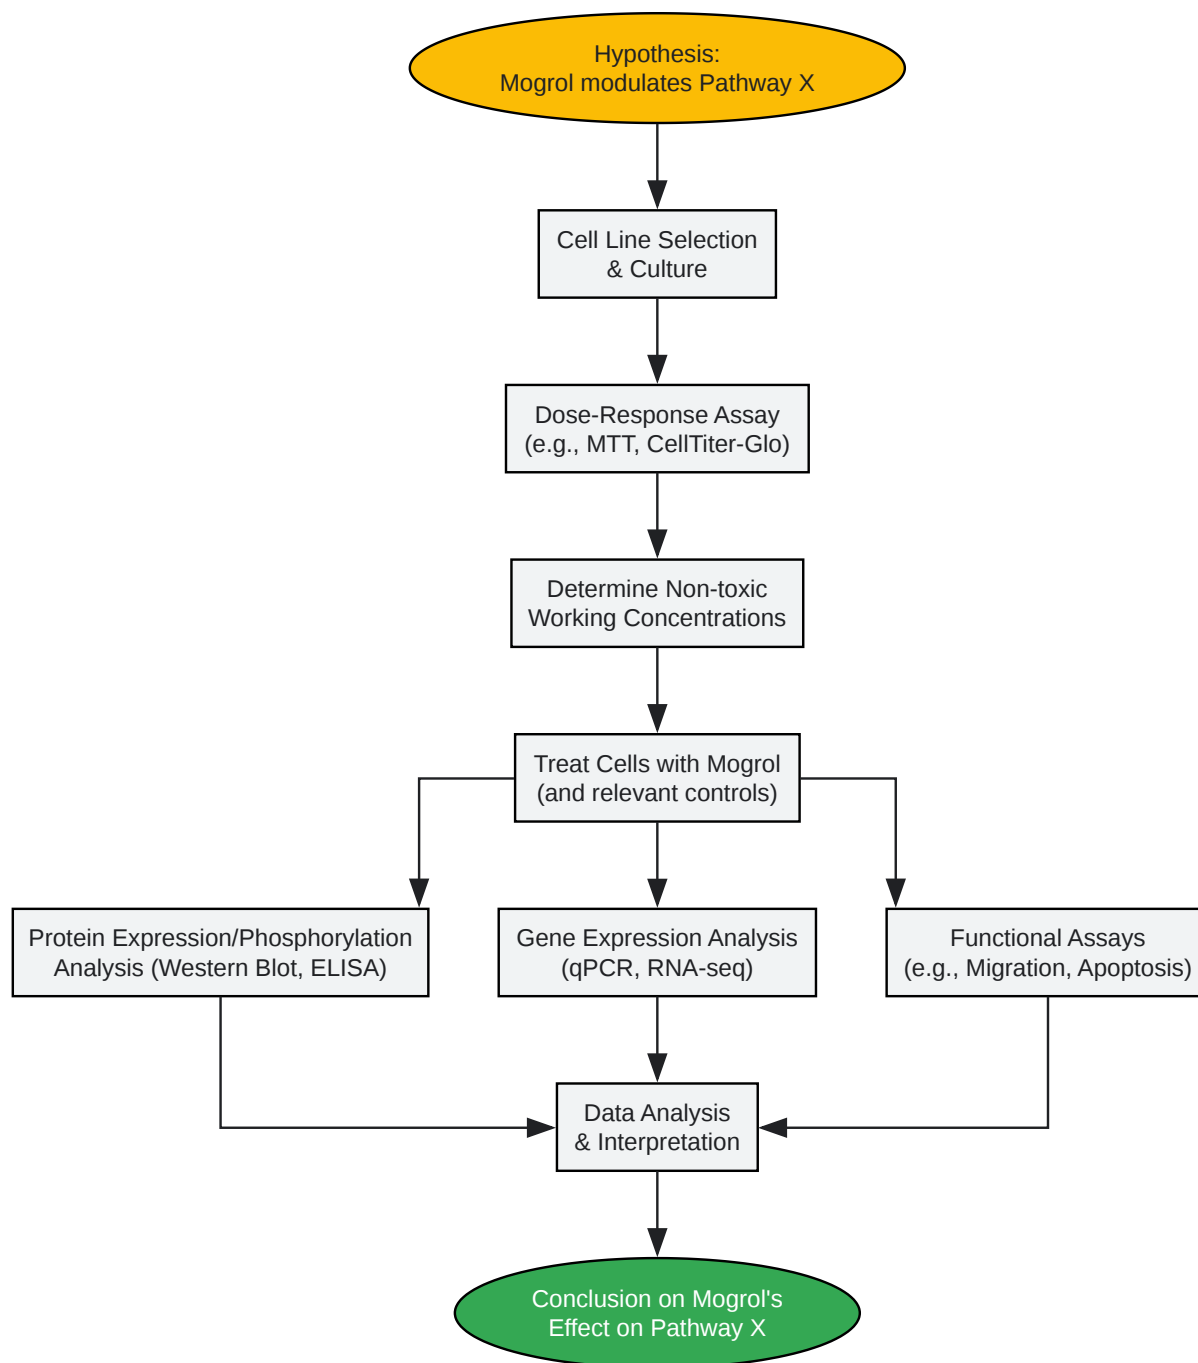 Hypothesis:
Mogrol modulates Pathway X
Cell Line Selection
& Culture
Dose-Response Assay
(e.g., MTT, CellTiter-Glo)
Determine Non-toxic
Working Concentrations
Treat Cells with Mogrol
(and relevant controls)
Protein Expression/Phosphorylation
Analysis (Western Blot, ELISA)
Gene Expression Analysis
(qPCR, RNA-seq)
Functional Assays
(e.g., Migration, Apoptosis)
Data Analysis
& Interpretation
Conclusion on Mogrol's
Effect on Pathway X